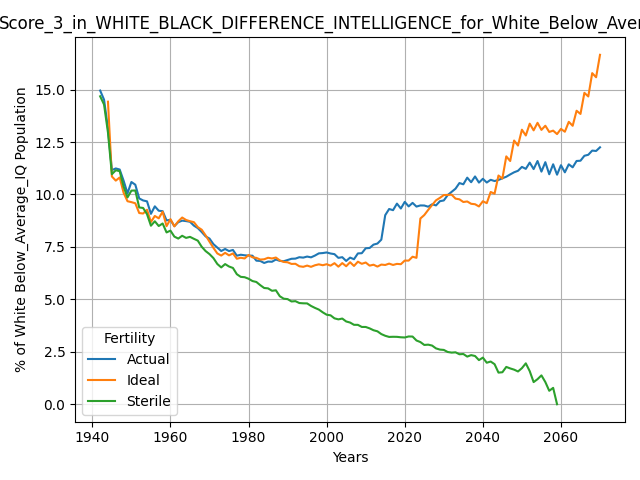 Score_3_in_WHITE_BLACK_DIFFERENCE_INTELLIGENCE_for_White_Below_Aver
% of White Below_Average_IQ Population
15.0
12.5
10.0
7.5
5.0
2.5
0.0
Fertility
Actual
Ideal
Sterile
1940 1960 1980 2000 2020 2040 2060
Years